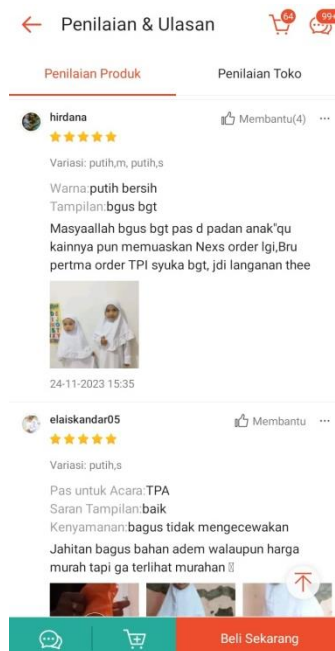 Penilaian & Ulasan
64
99+
Penilaian Produk
Penilaian Toko
hirdana
Membantu(4)
Variasi: putih,m, putih,s
Warna:putih bersih
Tampilan:bgus bgt
Masyaallah bgus bgt pas d padan anak"qu
kainnya pun memuaskan Nexs order lgi,Bru
pertma order TPI syuka bgt, jdi langanan thee
24-11-2023 15:35
elaiskandar05
Membantu
Variasi: putih,s
Pas untuk Acara:TPA
Saran Tampilan:baik
Kenyamanan:bagus tidak mengecewakan
Jahitan bagus bahan adem walaupun harga
murah tapi ga terlihat murahan
Beli Sekarang